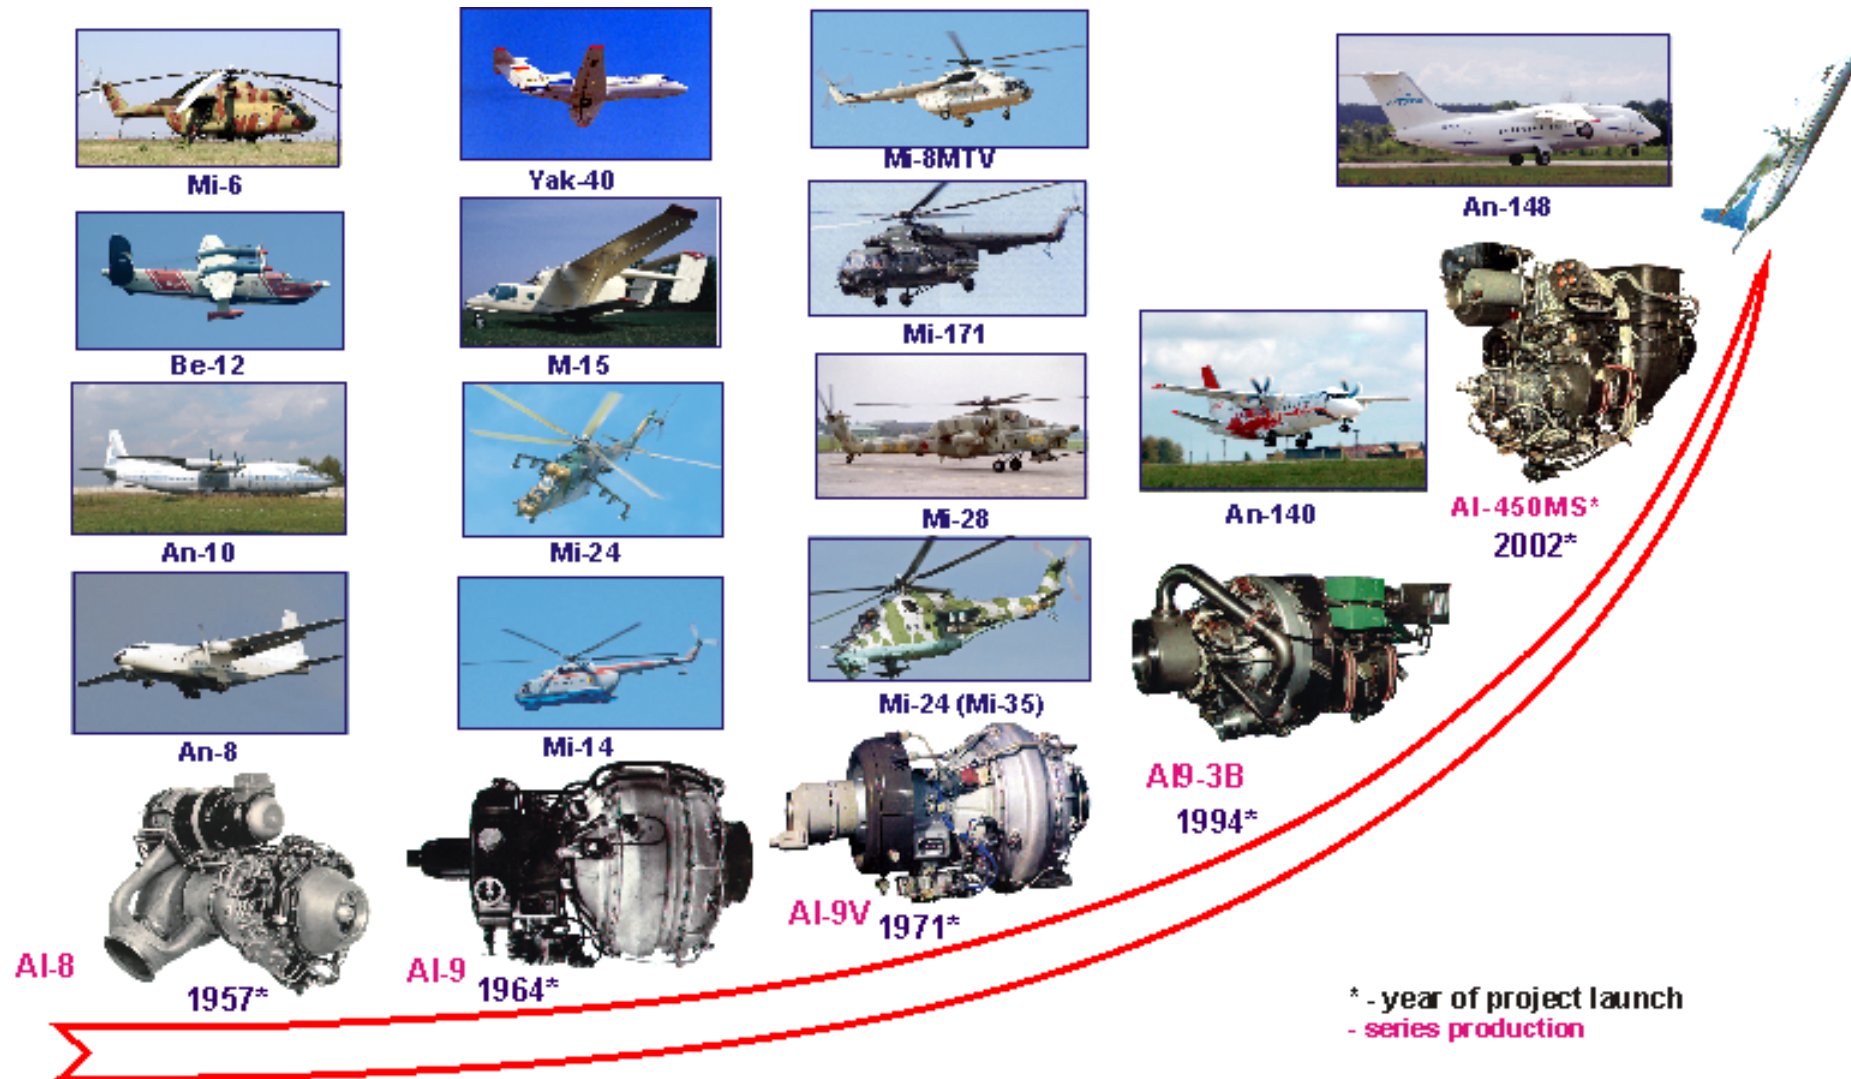 Mi-6
Be-12
An-10
An-8
AI-8
1957*
Yak-40
M-15
Mi-24
Mi-14
AI-9
1964*
Mi-8MTV
Mi-171
Mi-28
Mi-24 (Mi-35)
AI-9V
1971*
An-140
AI9-3B
1994*
An-148
AI-450MS*
2002*
* - year of project launch
- series production